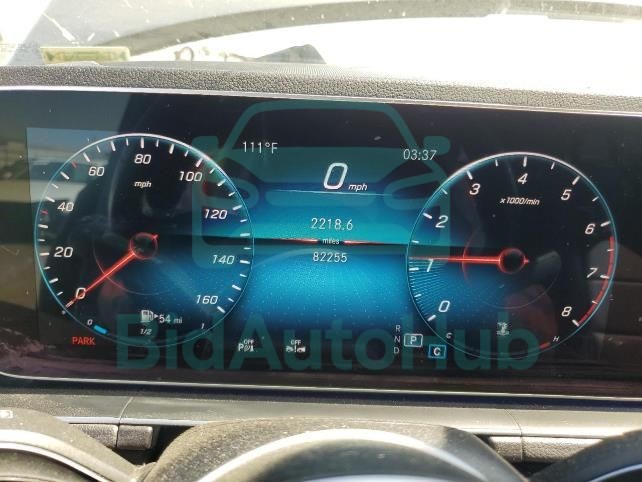 111°F
03:37
0 mph
2218.6
miles
82255
0 20 40 60 80 100 120 140 160
mph
0 1/2 1
54 mi
PARK
OFF
P
OFF
R
N
D
P
C
0 1 2 3 4 5 6 7 8
x1000/min
C H
BidAutoHub